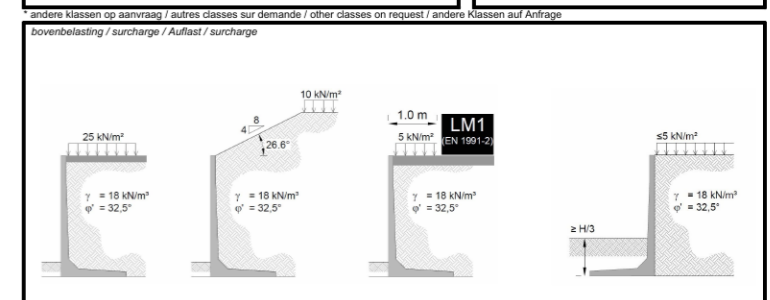 * andere klassen op aanvraag / autres classes sur demande / other classes on request / andere Klassen auf Anfrage
bovenbelasting / surcharge / Auflast / surcharge
25 kN/m²
γ = 18 kN/m³
φ' = 32,5°
10 kN/m²
8
4
26.6°
γ = 18 kN/m³
φ' = 32,5°
1.0 m
5 kN/m²
LM1
(EN 1991-2)
γ = 18 kN/m³
φ' = 32,5°
≤5 kN/m²
γ = 18 kN/m³
φ' = 32,5°
≥ H/3